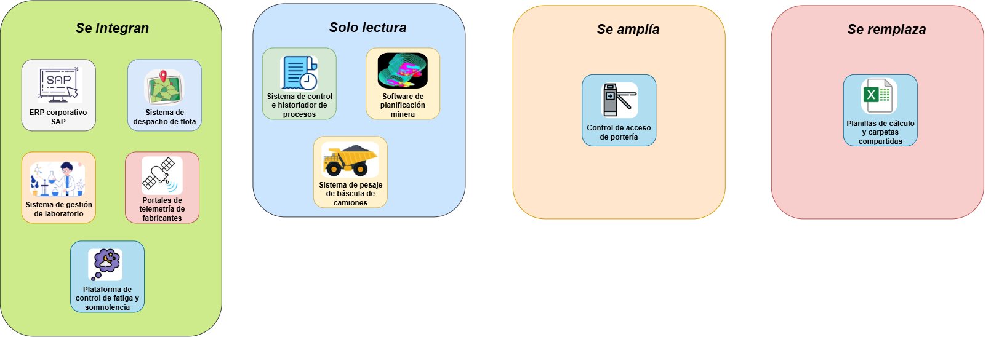 Se Integran
SAP
ERP corporativo
SAP
Sistema de
despacho de flota
Sistema de gestión
de laboratorio
Portales de
telemetría de
fabricantes
Plataforma de
control de fatiga y
somnolencia
Solo lectura
Sistema de control
e historiador de
procesos
Software de
planificación
minera
Sistema de pesaje
de báscula de
camiones
Se amplía
Control de acceso
de portería
Se remplaza
X
Planillas de cálculo
y carpetas
compartidas